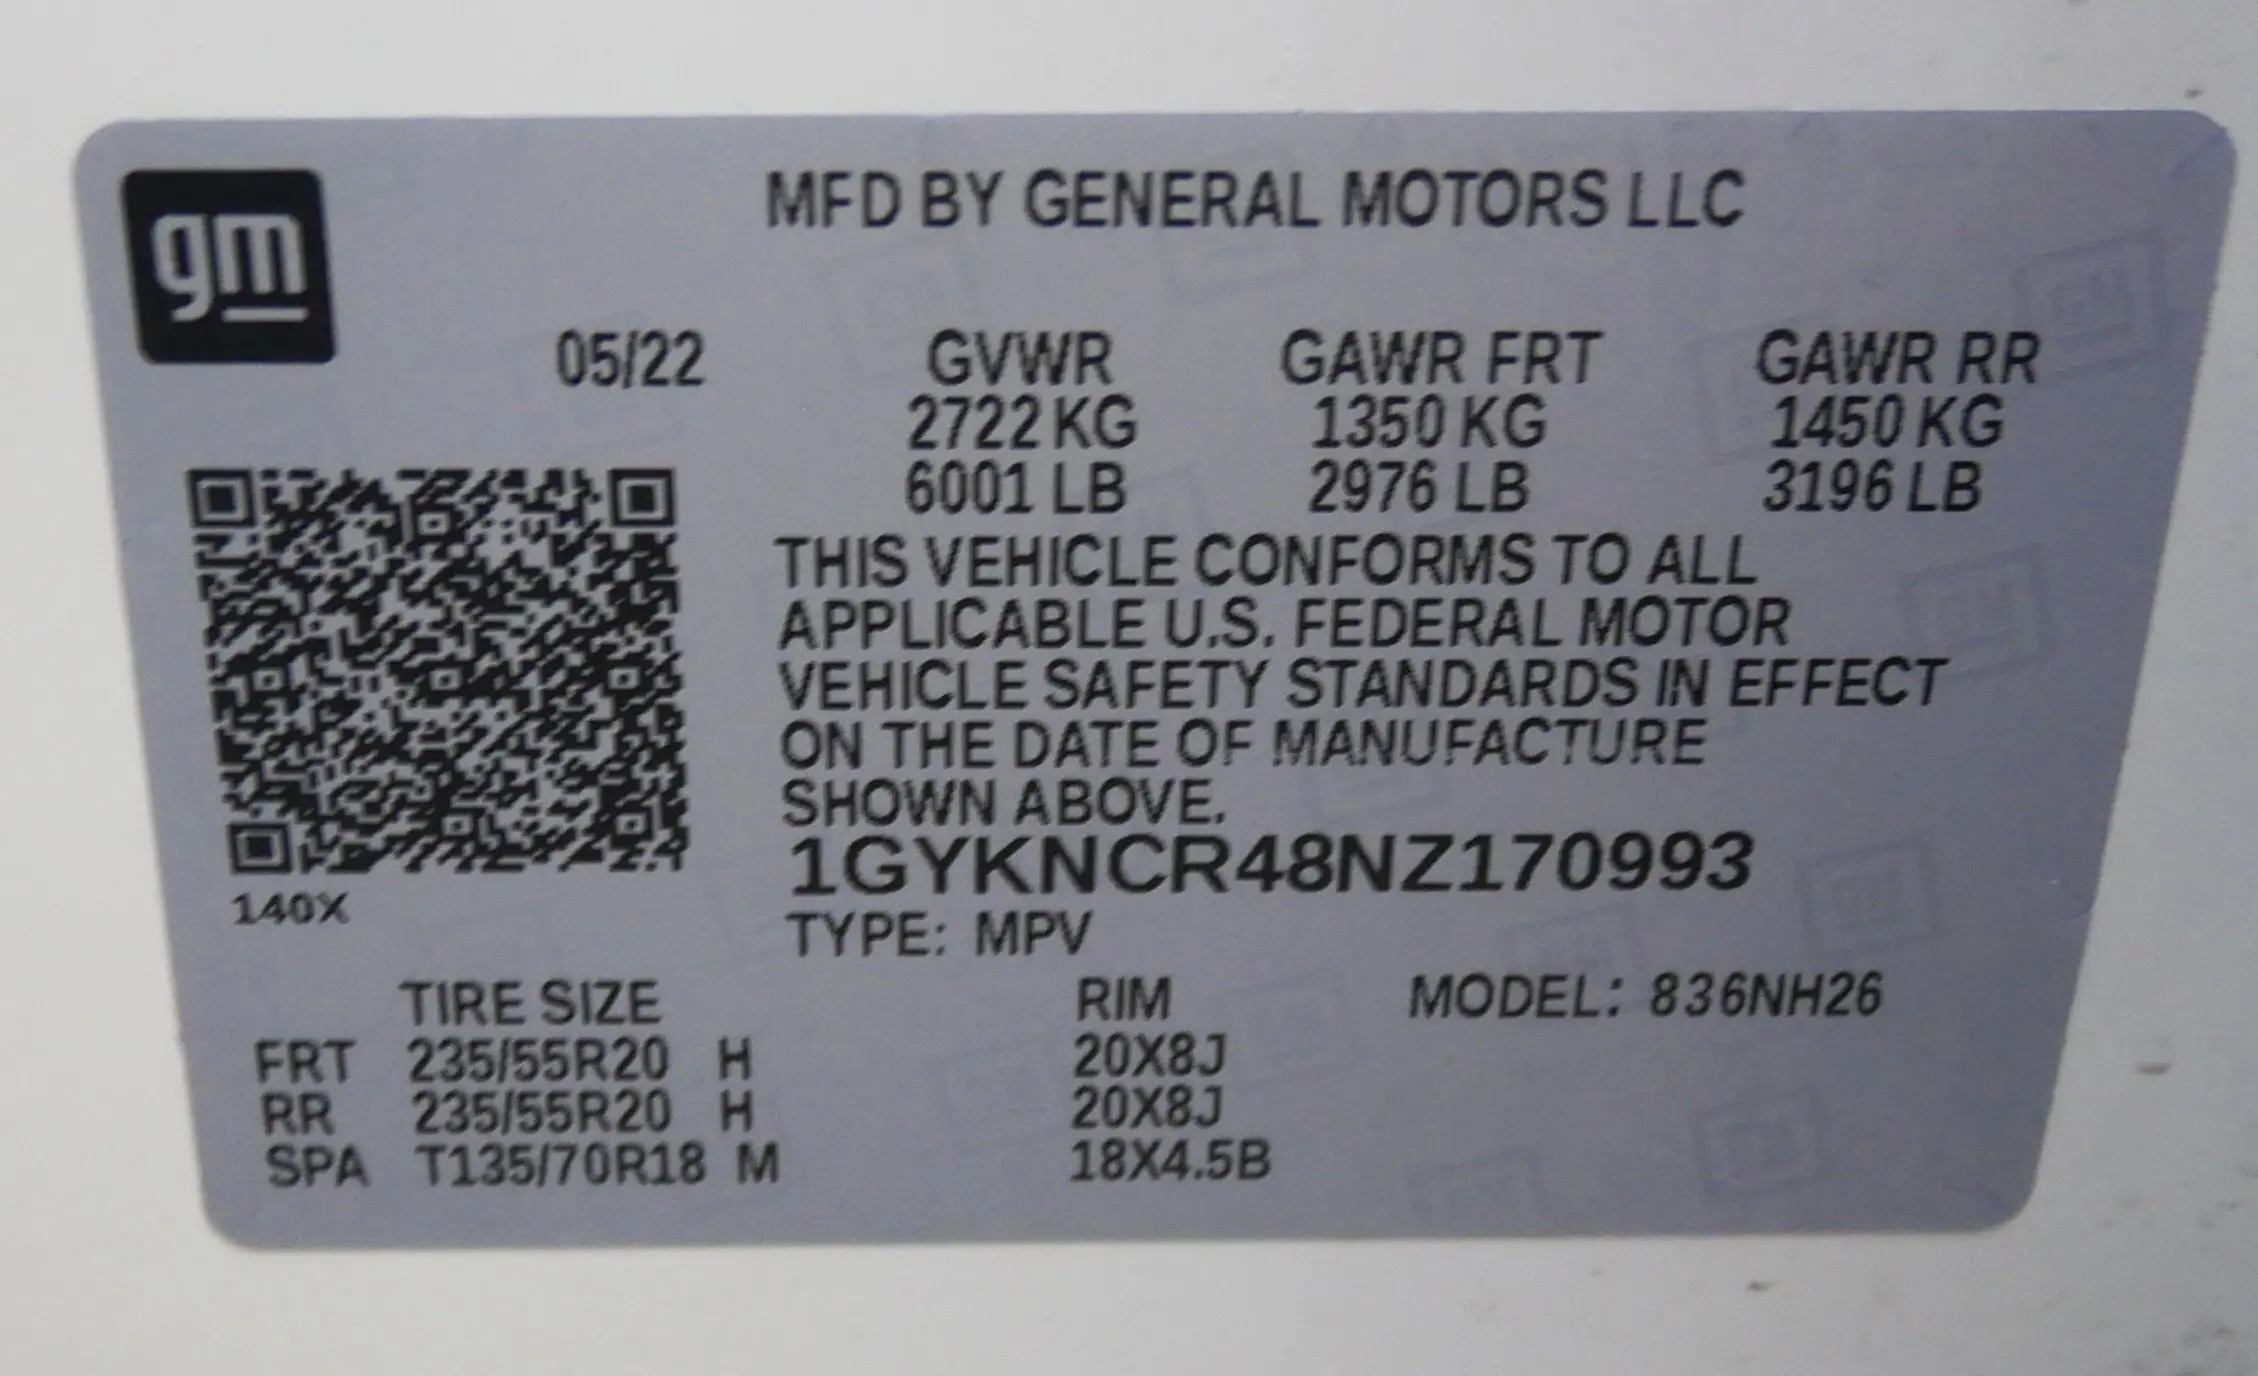 gm
MFD BY GENERAL MOTORS LLC
05/22 GVWR GAWR FRT GAWR RR
2722 KG 1350 KG 1450 KG
6001 LB 2976 LB 3196 LB
THIS VEHICLE CONFORMS TO ALL
APPLICABLE U.S. FEDERAL MOTOR
VEHICLE SAFETY STANDARDS IN EFFECT
ON THE DATE OF MANUFACTURE
SHOWN ABOVE.
1GYKNCR48NZ170993
140X
TYPE: MPV
TIRE SIZE RIM MODEL: 836NH26
FRT 235/55R20 H 20X8J
RR 235/55R20 H 20X8J
SPA T135/70R18 M 18X4.5B